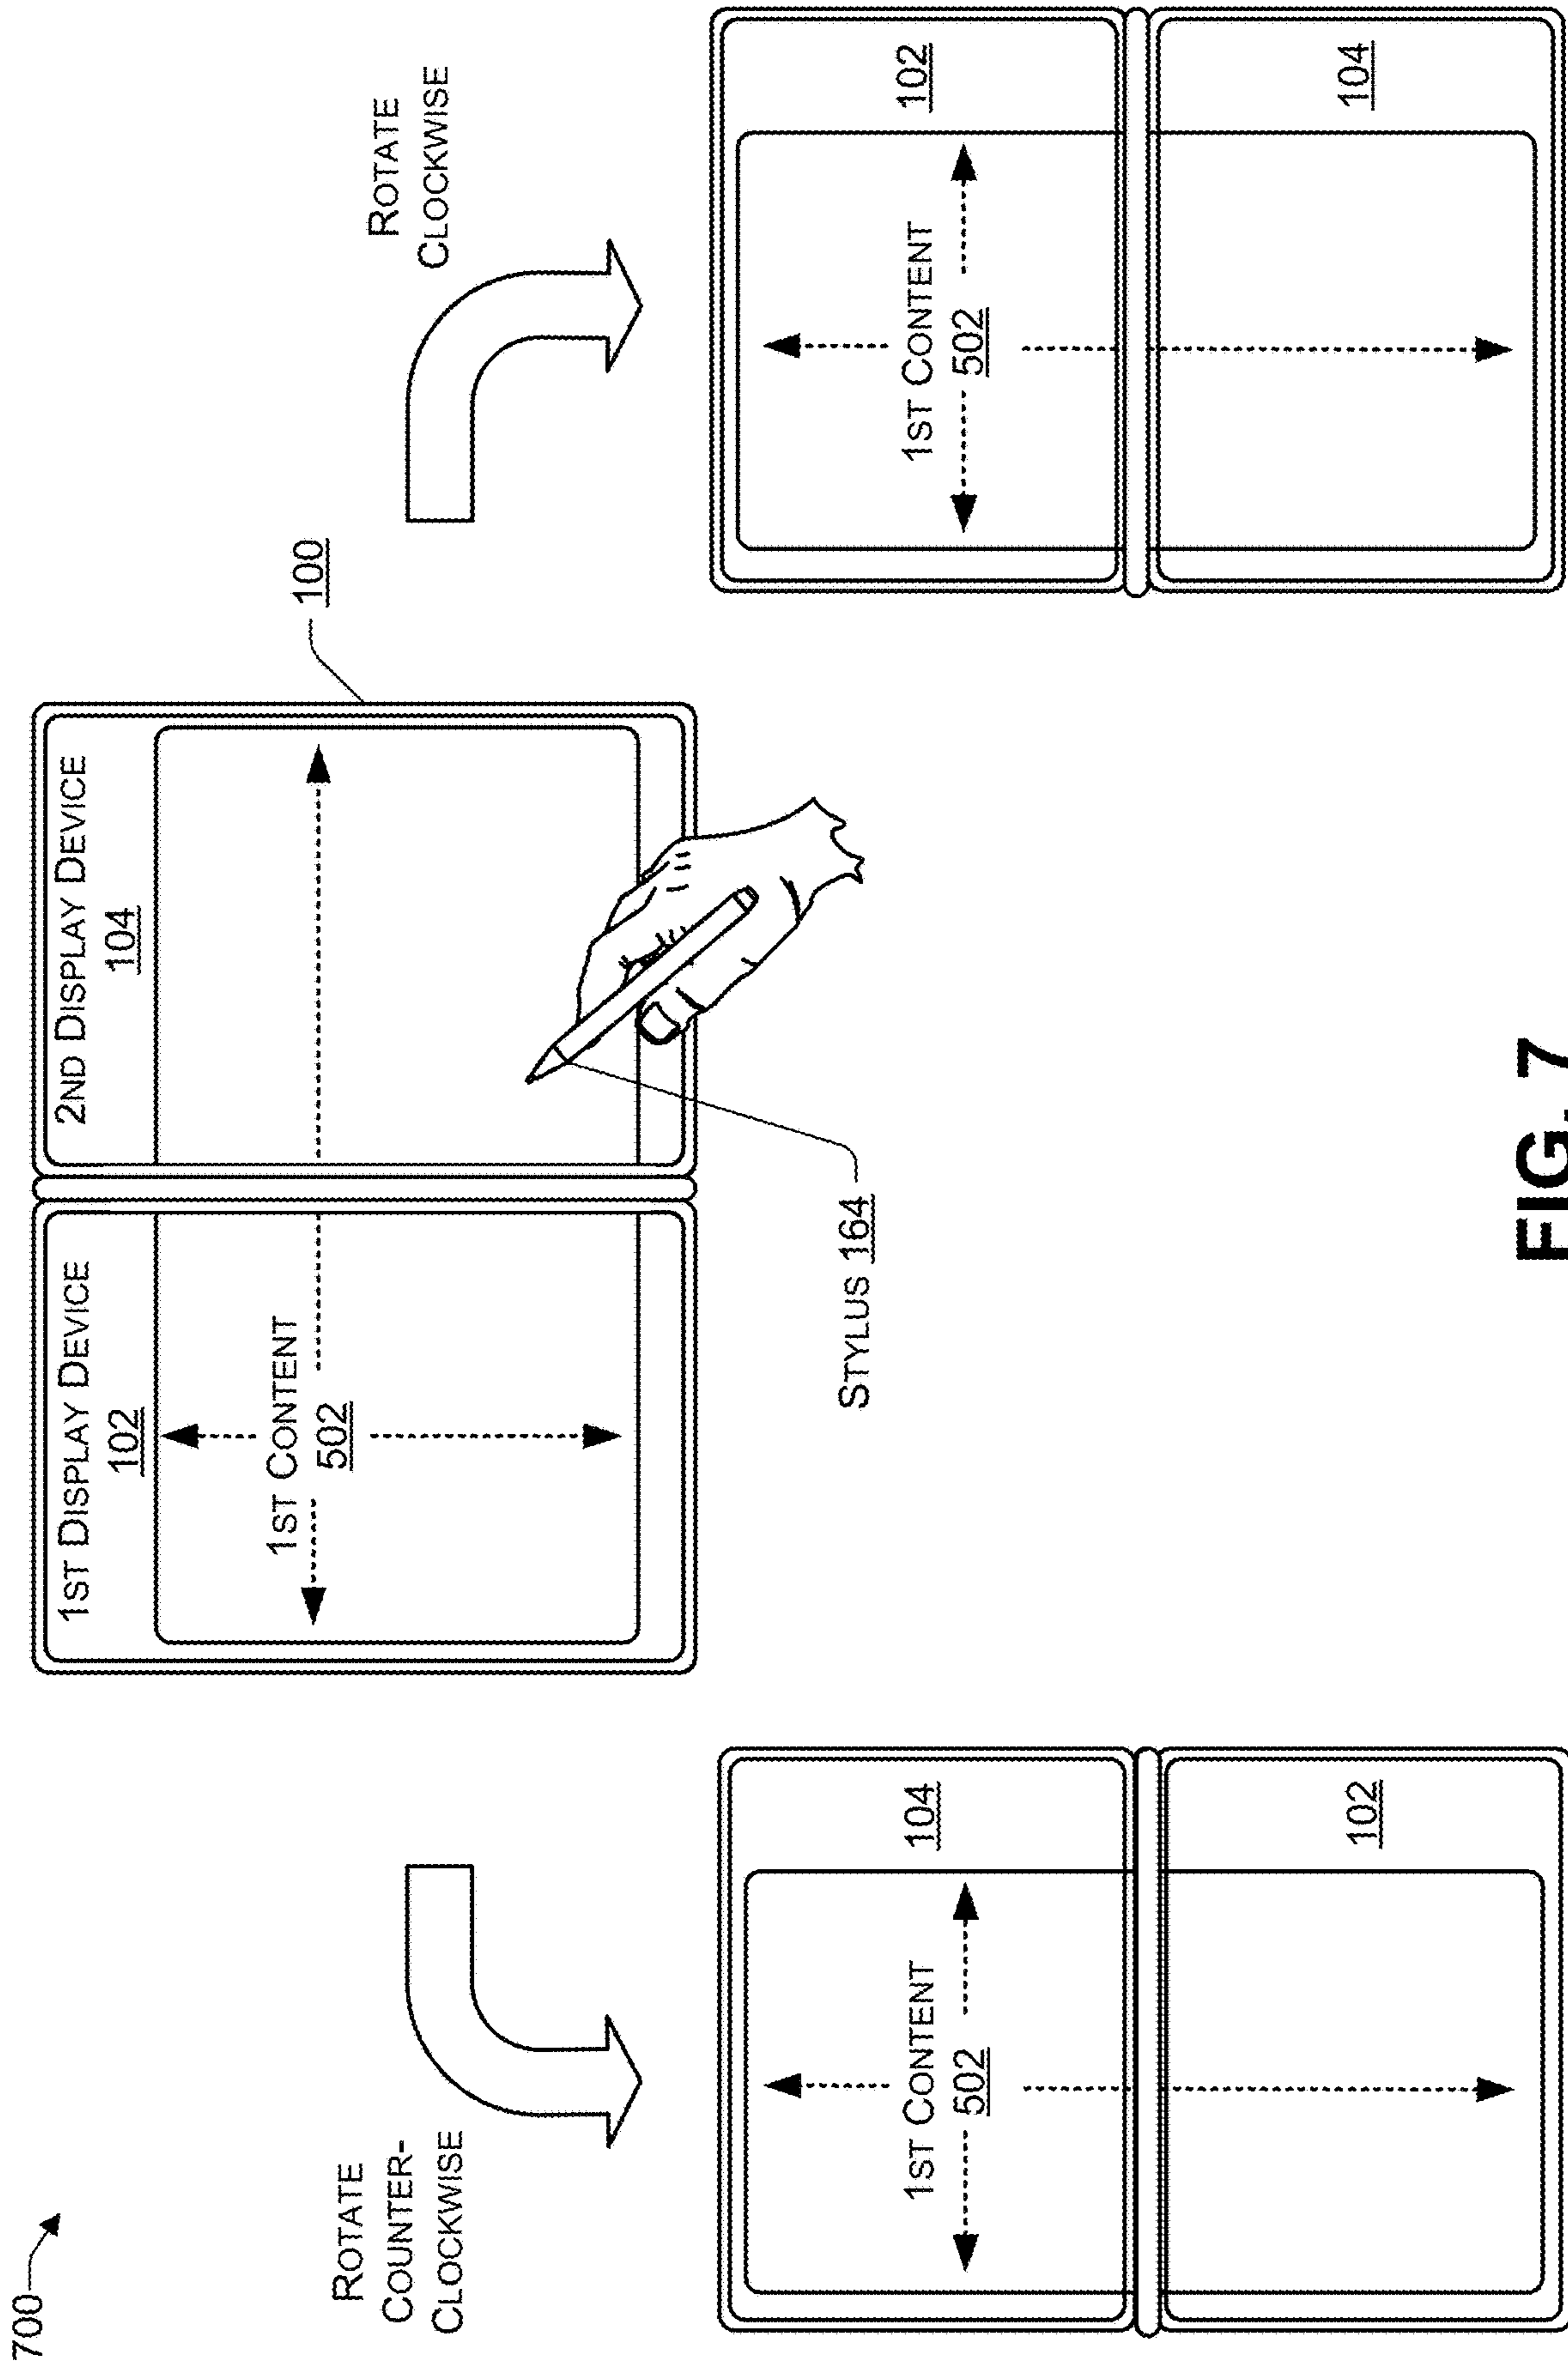 700
1ST DISPLAY DEVICE
102
2ND DISPLAY DEVICE
104
1ST CONTENT
502
100
STYLUS 164
ROTATE
COUNTER-
CLOCKWISE
ROTATE
CLOCKWISE
104
1ST CONTENT
502
102
102
1ST CONTENT
502
104
FIG. 7